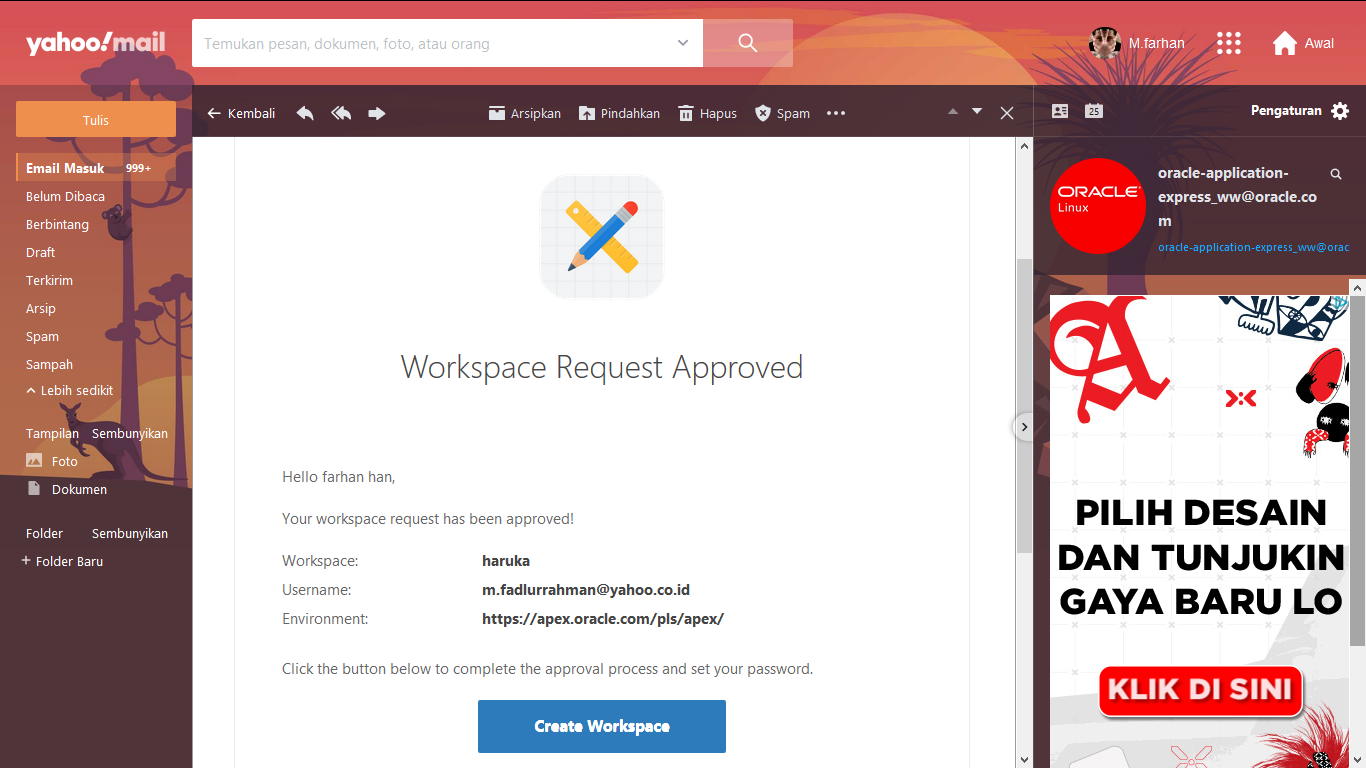 yahoo!mail
Temukan pesan, dokumen, foto, atau orang
M.farhan
Awal
Tulis
Email Masuk 999+
Belum Dibaca
Berbintang
Draft
Terkirim
Arsip
Spam
Sampah
Lebih sedikit
Tampilan Sembunyikan
Foto
Dokumen
Folder Sembunyikan
+ Folder Baru
Kembali
Arsipkan
Pindahkan
Hapus
Spam
Workspace Request Approved
Hello farhan han,
Your workspace request has been approved!
Workspace: haruka
Username: m.fadlurrahman@yahoo.co.id
Environment: https://apex.oracle.com/pls/apex/
Click the button below to complete the approval process and set your password.
Create Workspace
25
Pengaturan
ORACLE
Linux
oracle-application-
express_ww@oracle.co
m
oracle-application-express_ww@orac
A
PILIH DESAIN
DAN TUNJUKIN
GAYA BARU LO
KLIK DI SINI